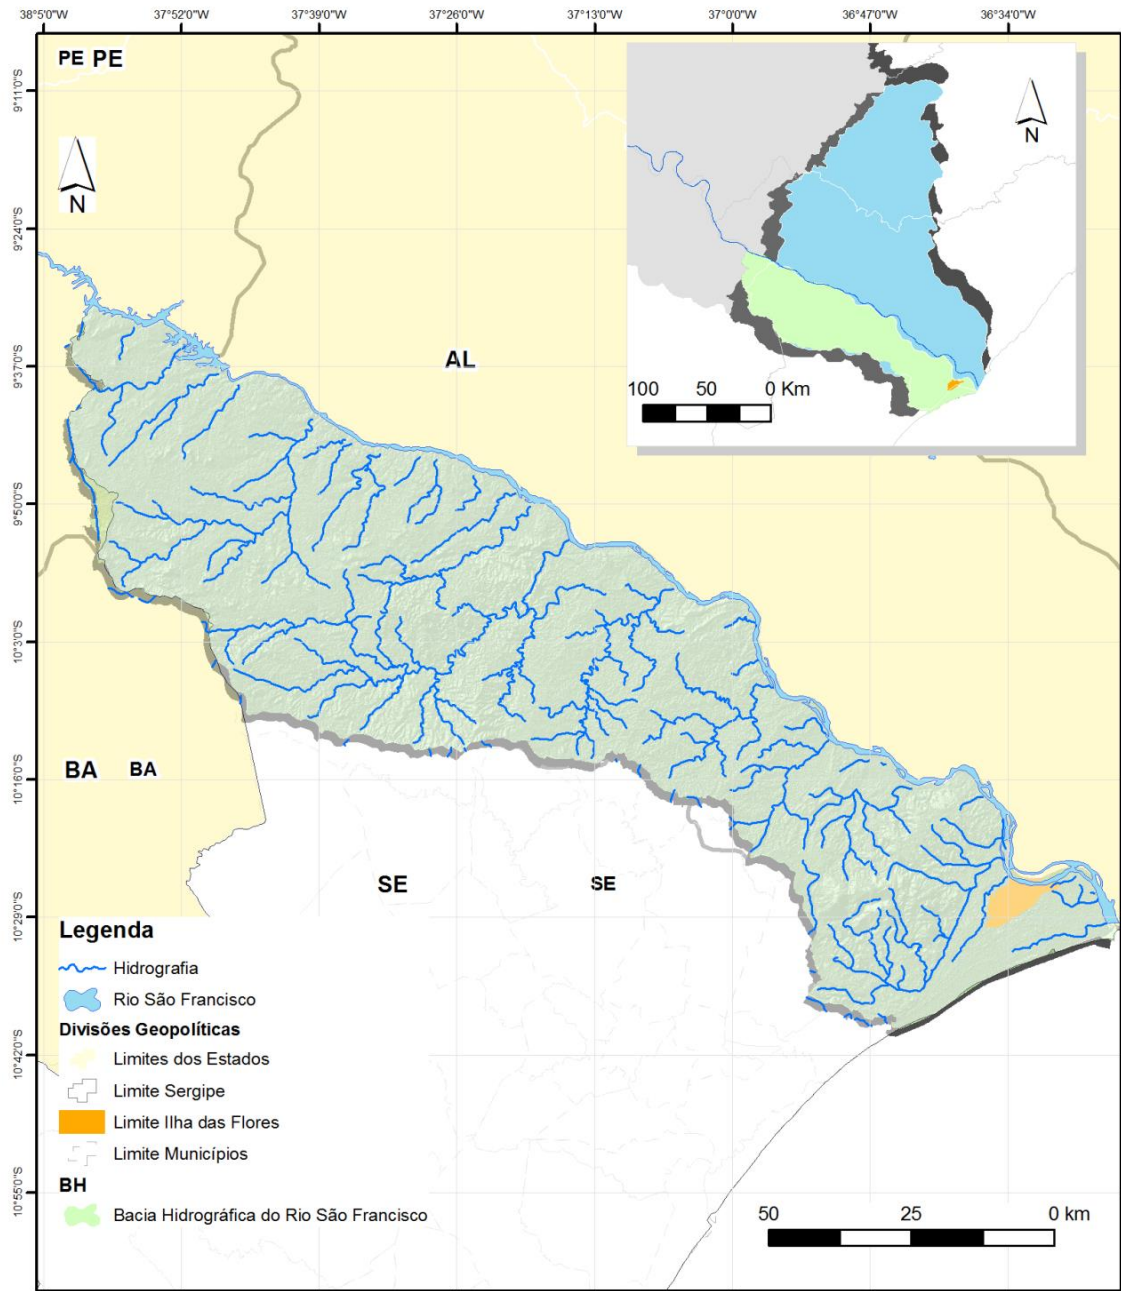 38°5'0"W 37°52'0"W 37°39'0"W 37°26'0"W 37°13'0"W 37°0'0"W 36°47'0"W 36°34'0"W
PE PE
9°11'0"S
N
N
9°24'0"S
9°37'0"S
AL
100 50 0 Km
9°50'0"S
10°3'0"S
BA BA
10°16'0"S
SE SE
10°29'0"S
Legenda
Hidrografia
Rio São Francisco
Divisões Geopolíticas
10°42'0"S
Limites dos Estados
Limite Sergipe
Limite Ilha das Flores
Limite Municípios
BH
10°55'0"S
Bacia Hidrográfica do Rio São Francisco
50 25 0 km